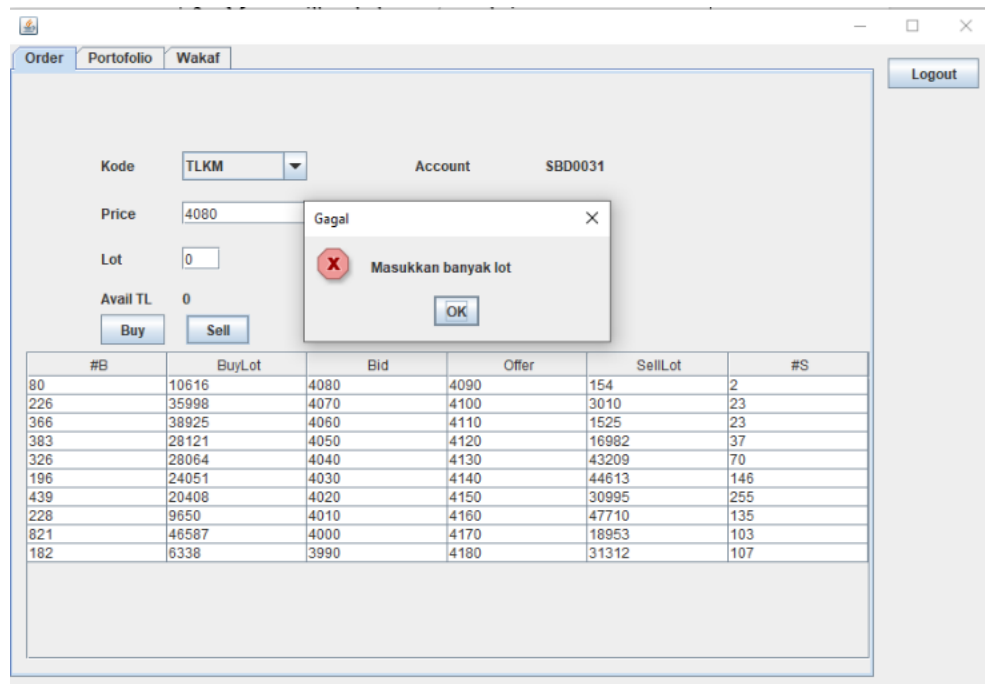 Order Portofolio Wakaf
Logout
Kode TLKM Account SBD0031
Price 4080
Gagal
Lot 0
Masukkan banyak lot
Avail TL 0
OK
Buy Sell
#B BuyLot Bid Offer SellLot #S
80 10616 4080 4090 154 2
226 35998 4070 4100 3010 23
366 38925 4060 4110 1525 23
383 28121 4050 4120 16982 37
326 28064 4040 4130 43209 70
196 24051 4030 4140 44613 146
439 20408 4020 4150 30995 255
228 9650 4010 4160 47710 135
821 46587 4000 4170 18953 103
182 6338 3990 4180 31312 107